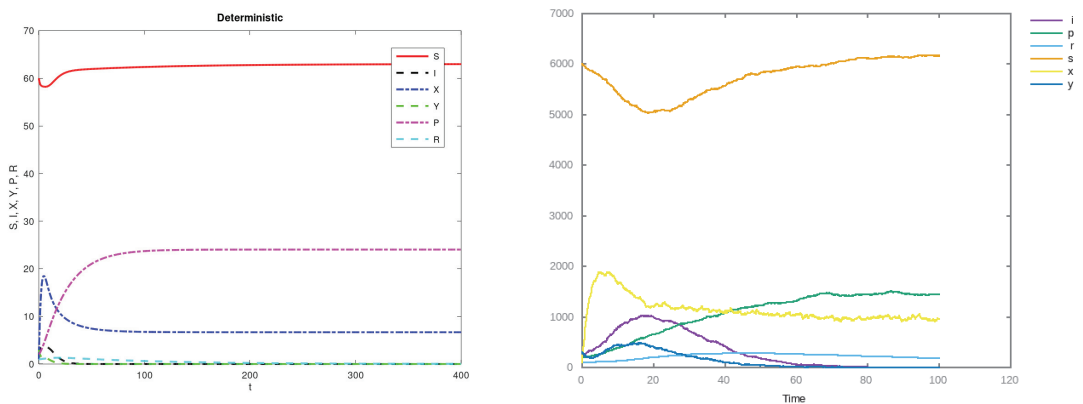 Deterministic
70
60
50
40
30
20
10
0
S, I, X, Y, P, R
0 100 200 300 400
t
S
I
X
Y
P
R
7000
6000
5000
4000
3000
2000
1000
0
0 20 40 60 80 100 120
Time
i
p
r
s
x
y